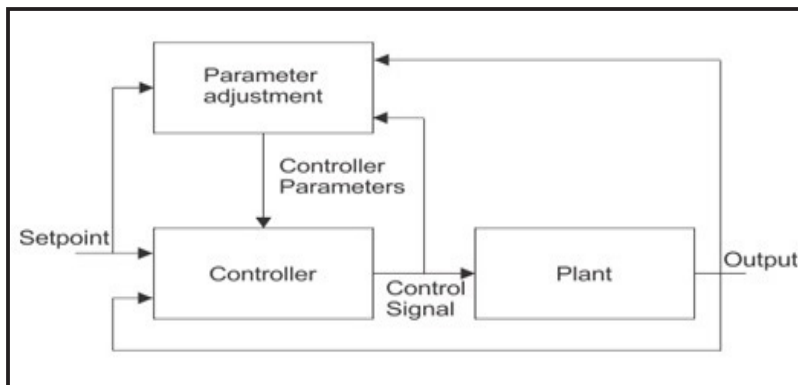 Parameter
adjustment
Controller
Parameters
Setpoint
Controller
Control
Signal
Plant
Output